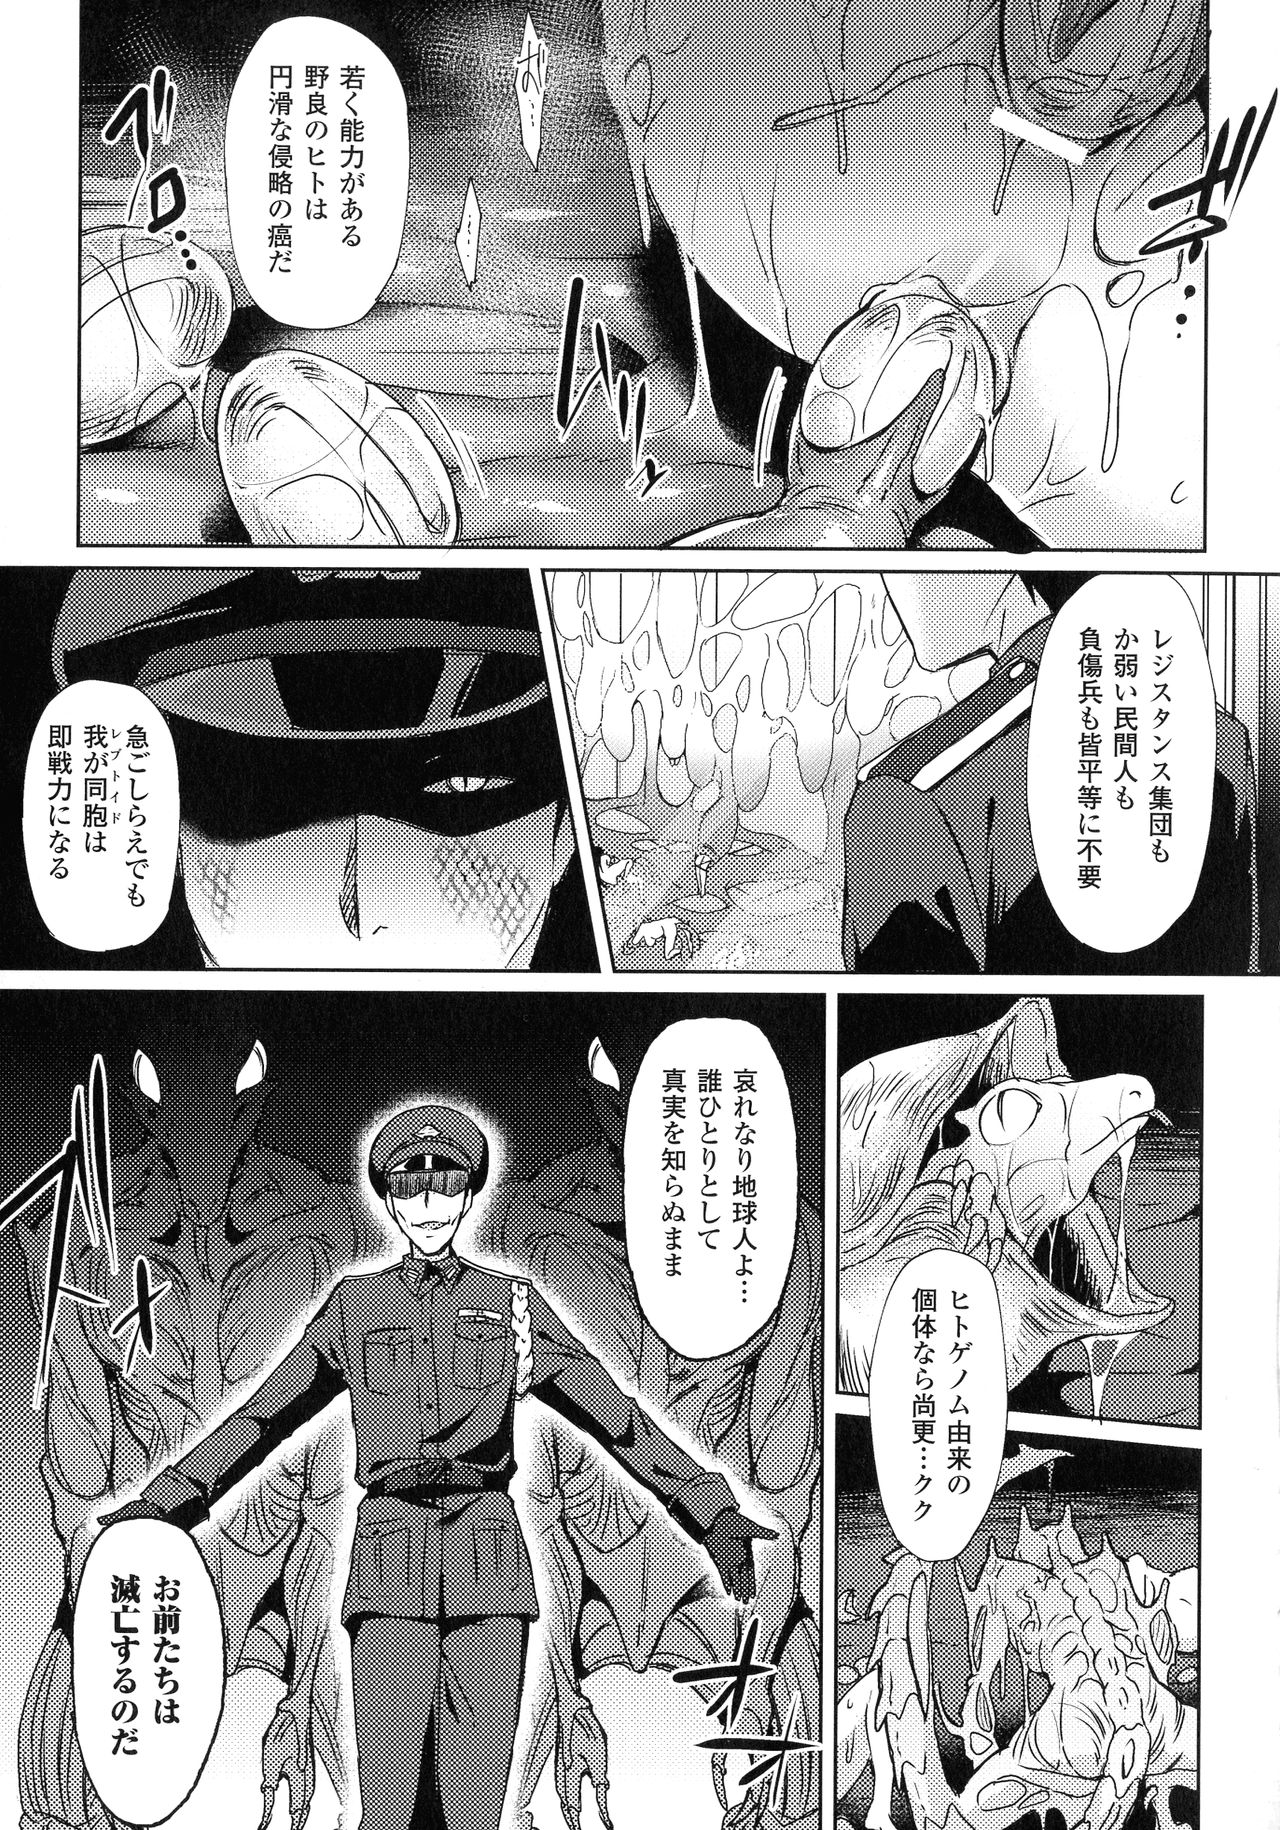 お…
…
若く能力がある
野良のヒトは
円滑な侵略の癌だ
レジスタンス集団も
か弱い民間人も
負傷兵も皆平等に不要
急ごしらえでも
我が同胞は
レプトイド
即戦力になる
ヒトゲノム由来の
個体なら尚更…クク
哀れなり地球人よ…
誰ひとりとして
真実を知らぬまま
お前たちは
滅亡するのだ